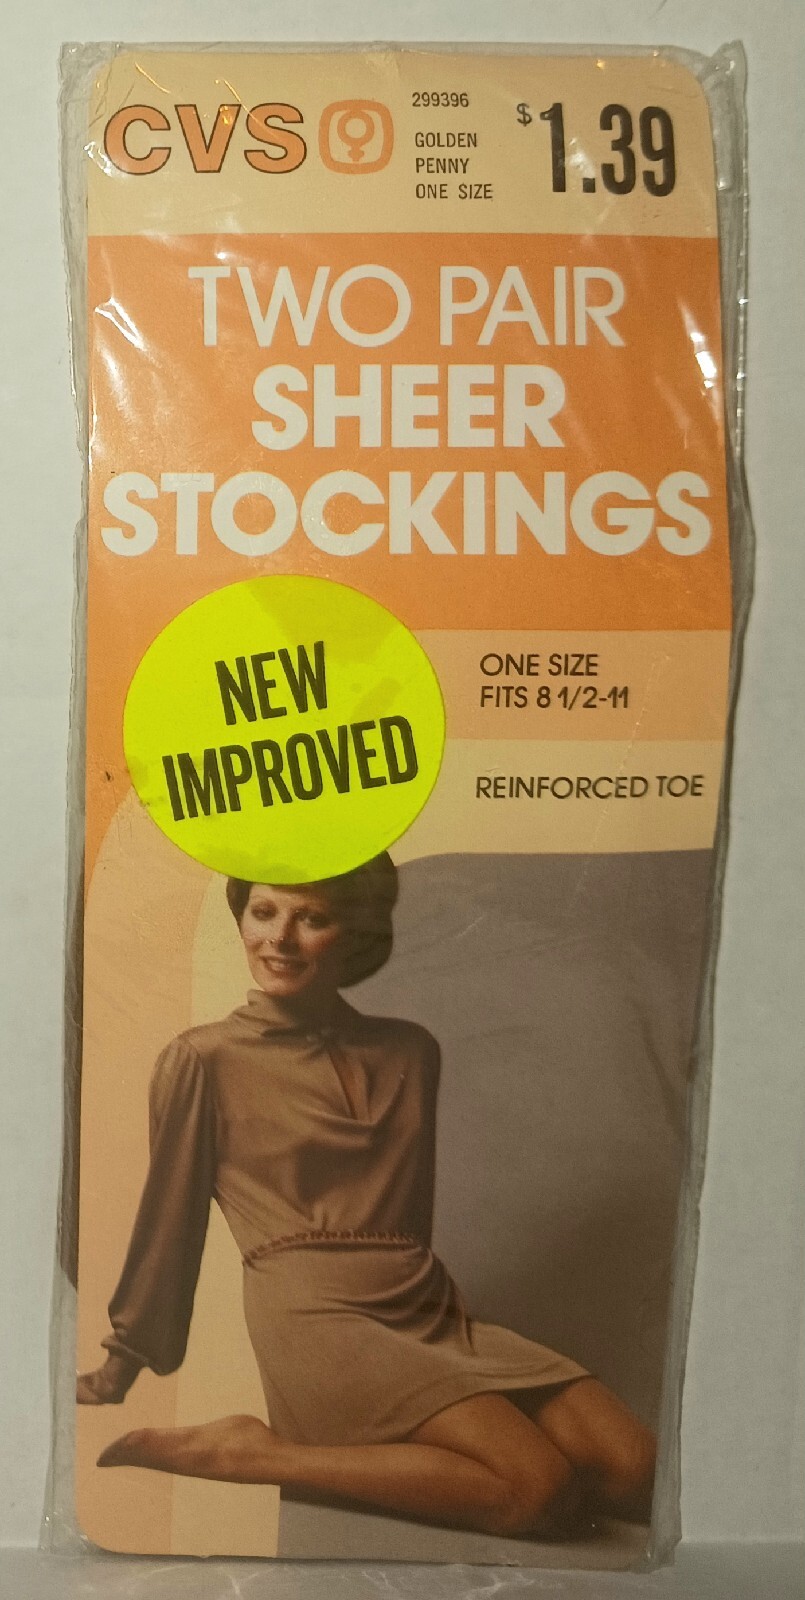 CVS
299396
GOLDEN
PENNY
ONE SIZE
$1.39
TWO PAIR
SHEER
STOCKINGS
NEW
IMPROVED
ONE SIZE
FITS 8 1/2-11
REINFORCED TOE